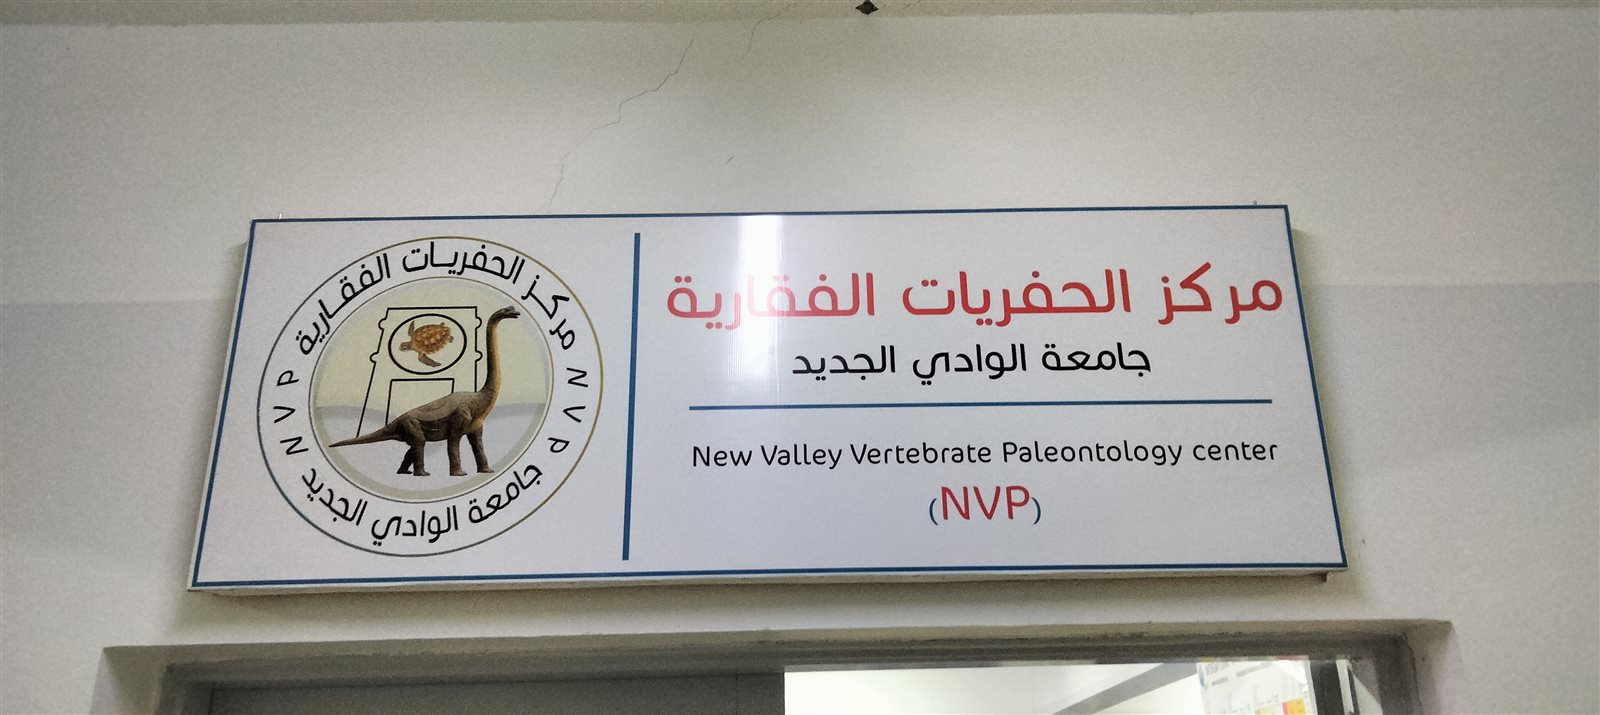 مركز الحفريات الفقارية
NVP
NVP
جامعة الوادي الجديد
مركز الحفريات الفقارية
جامعة الوادي الجديد
New Valley Vertebrate Paleontology center
(NVP)